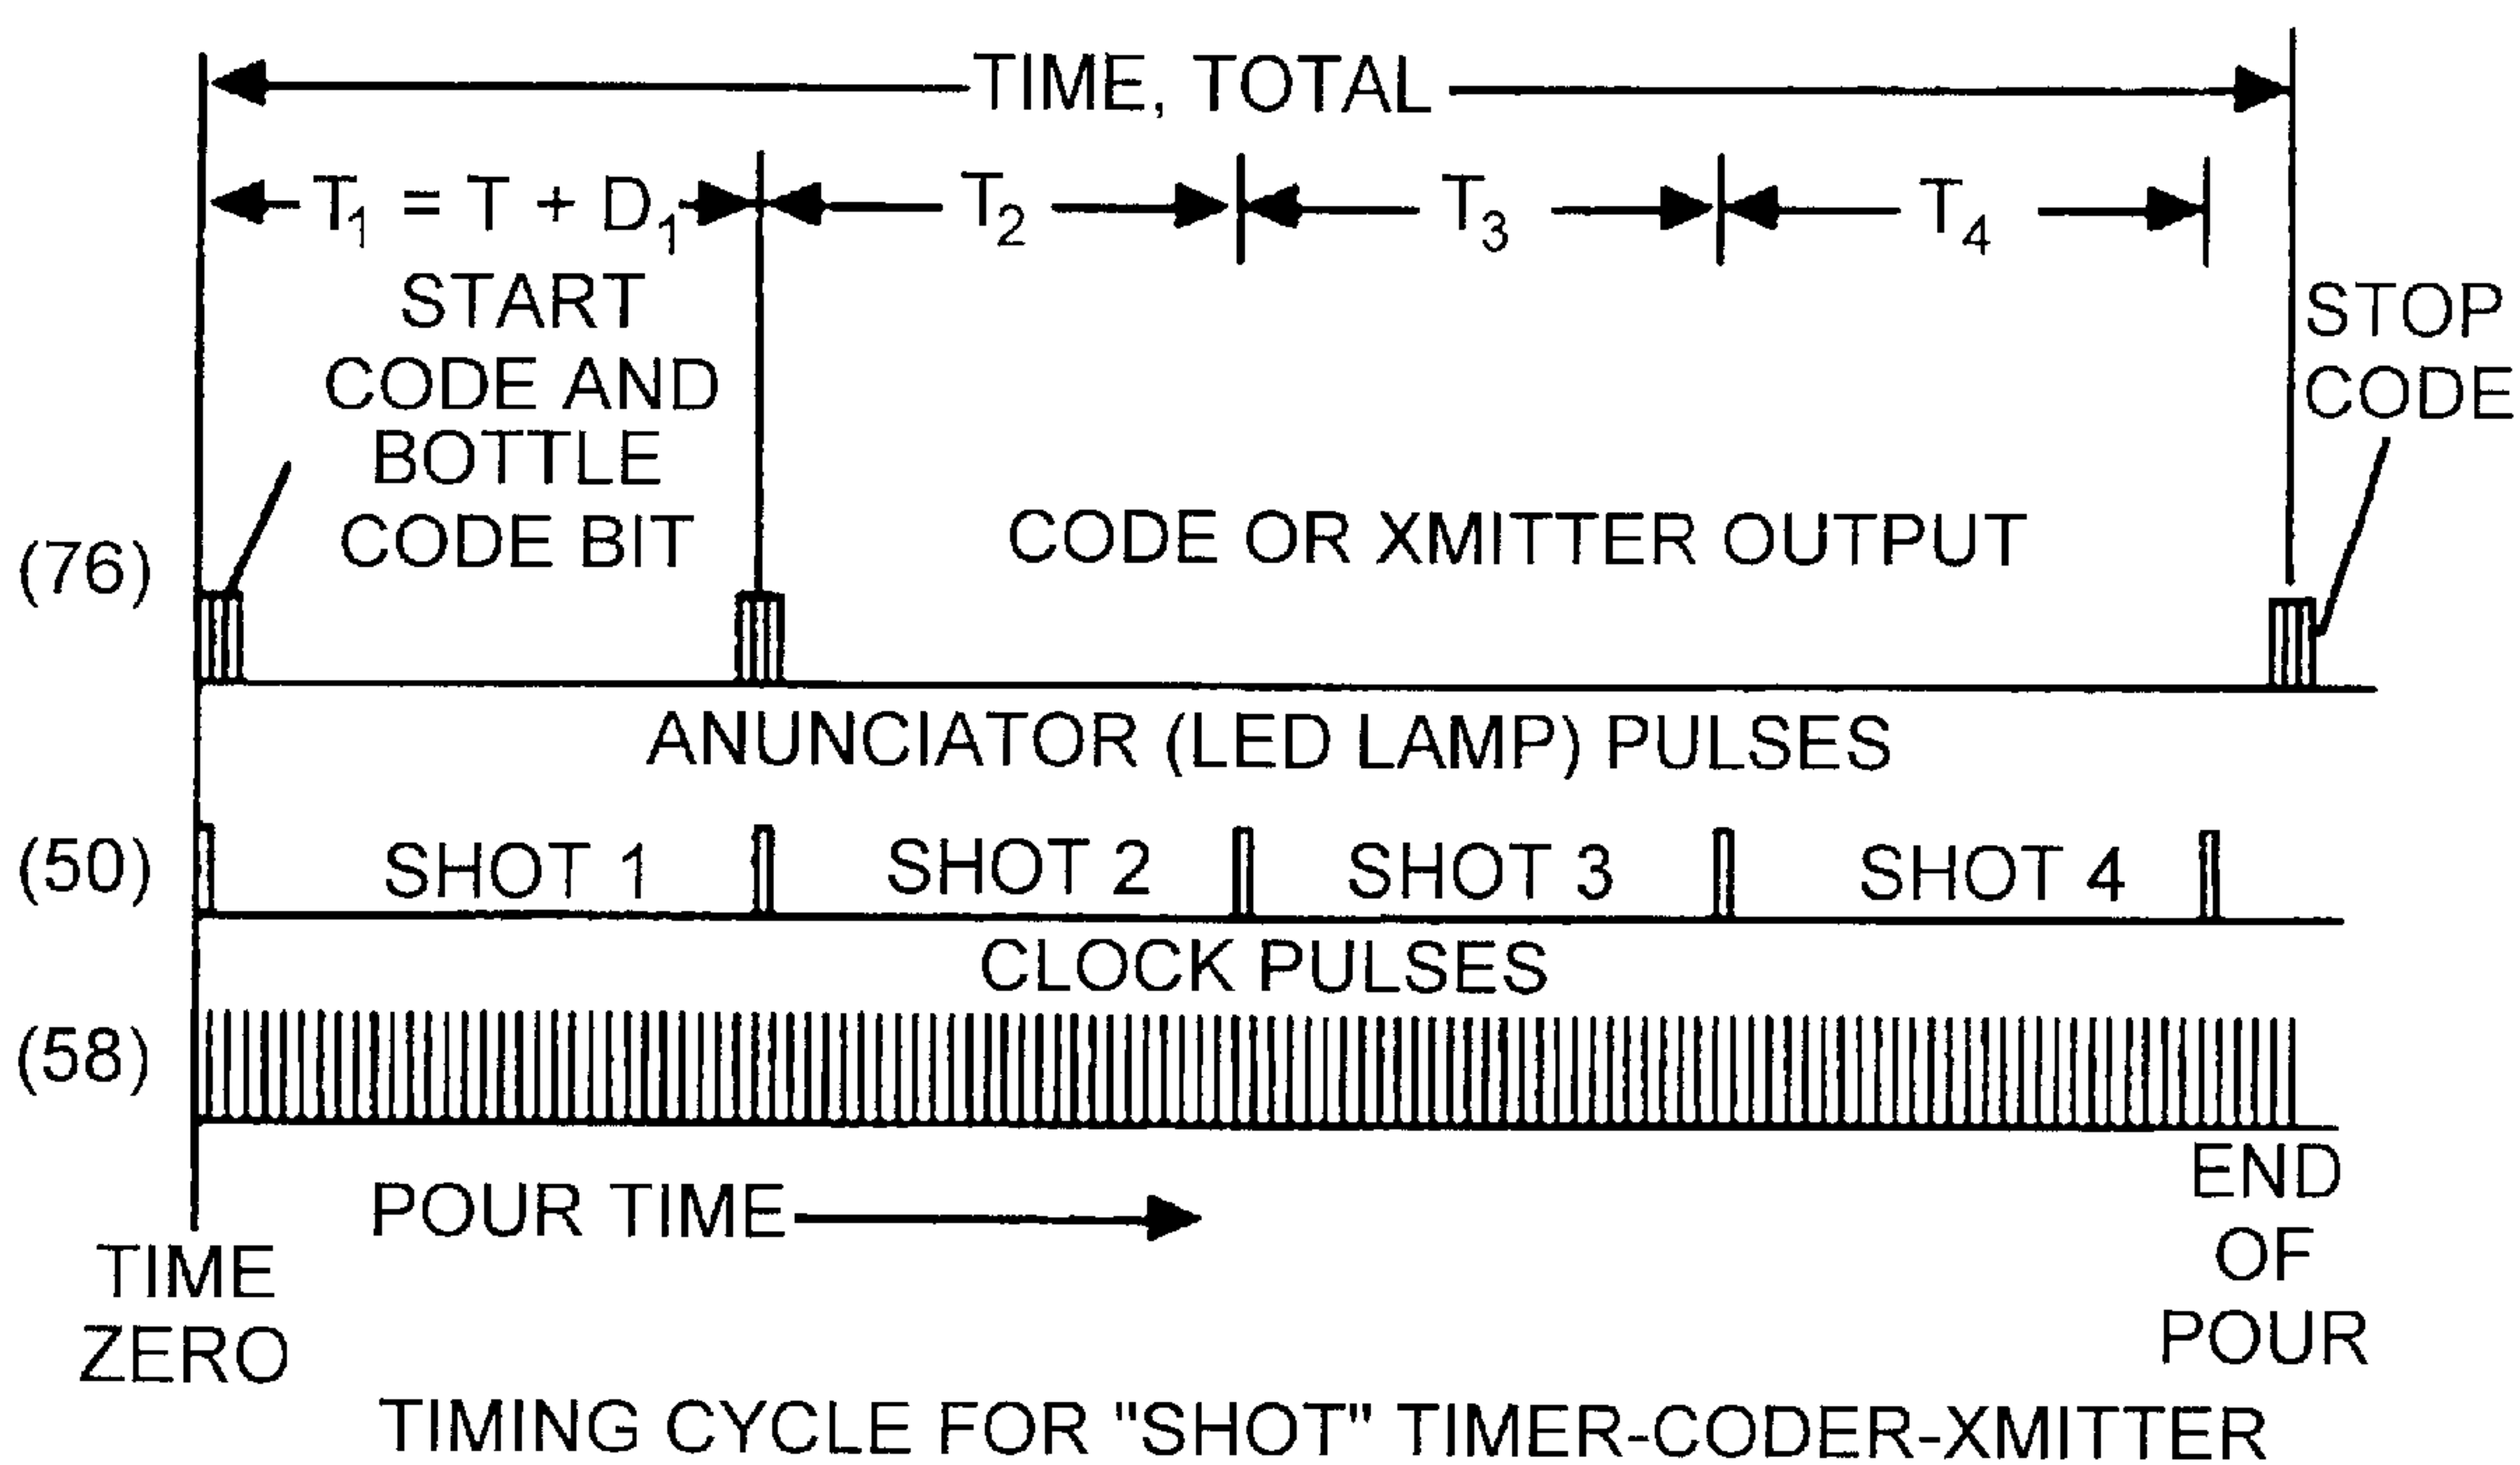 TIME, TOTAL
T1 = T + D1
T2
T3
T4
START
CODE AND
BOTTLE
CODE BIT
STOP
CODE
CODE OR XMITTER OUTPUT
(76)
ANUNCIATOR (LED LAMP) PULSES
(50)
SHOT 1
SHOT 2
SHOT 3
SHOT 4
CLOCK PULSES
(58)
POUR TIME
END
OF
POUR
TIME
ZERO
TIMING CYCLE FOR "SHOT" TIMER-CODER-XMITTER